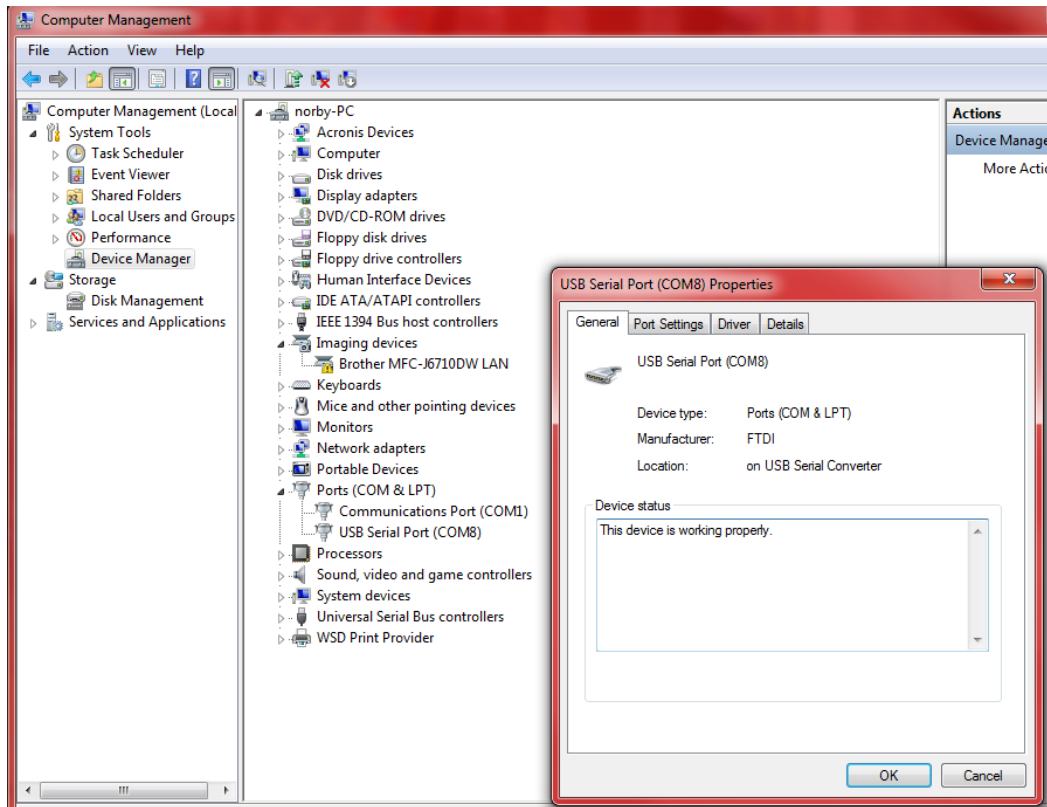 Computer Management
File Action View Help
Computer Management (Local
System Tools
Task Scheduler
Event Viewer
Shared Folders
Local Users and Groups
Performance
Device Manager
Storage
Disk Management
Services and Applications
norby-PC
Acronis Devices
Computer
Disk drives
Display adapters
DVD/CD-ROM drives
Floppy disk drives
Floppy drive controllers
Human Interface Devices
IDE ATA/ATAPI controllers
IEEE 1394 Bus host controllers
Imaging devices
Brother MFC-J6710DW LAN
Keyboards
Mice and other pointing devices
Monitors
Network adapters
Portable Devices
Ports (COM & LPT)
Communications Port (COM1)
USB Serial Port (COM8)
Processors
Sound, video and game controllers
System devices
Universal Serial Bus controllers
WSD Print Provider
Actions
Device Manage
More Actio
USB Serial Port (COM8) Properties
General Port Settings Driver Details
USB Serial Port (COM8)
Device type: Ports (COM & LPT)
Manufacturer: FTDI
Location: on USB Serial Converter
Device status
This device is working properly.
OK Cancel